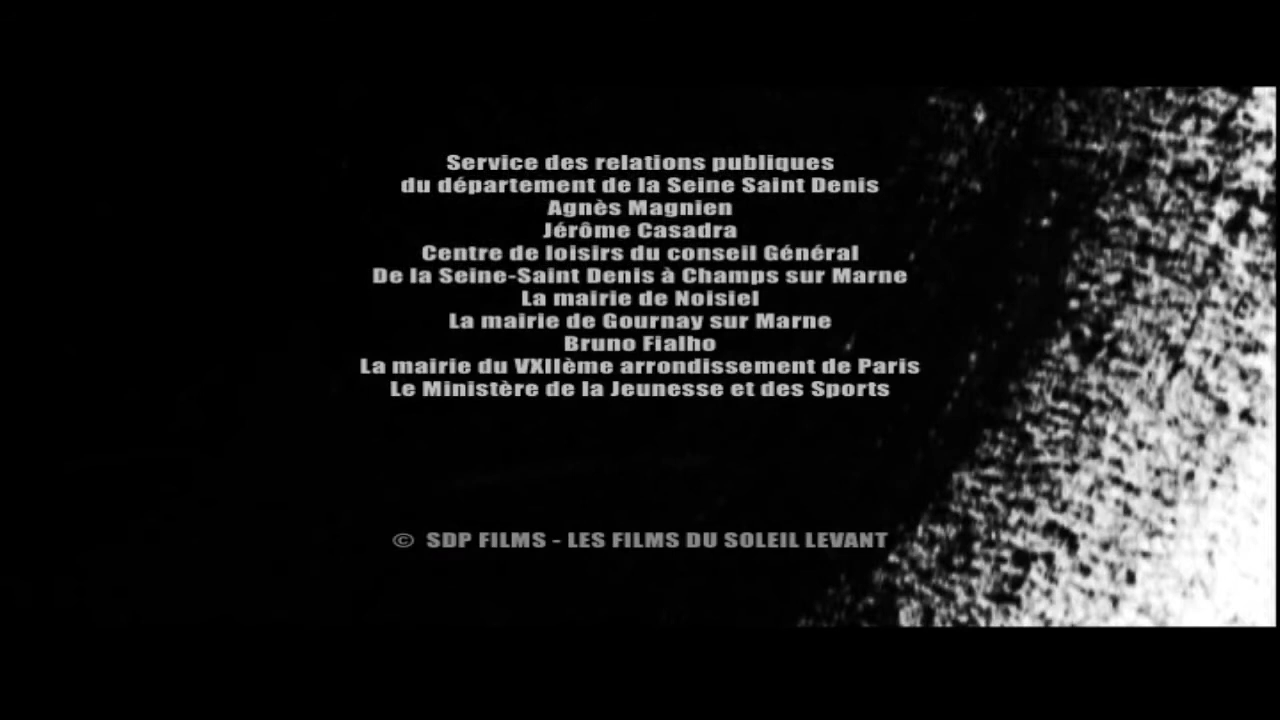 Service des relations publiques
du département de la Seine Saint Denis
Agnès Magnien
Jérôme Casadra
Centre de loisirs du conseil Général
De la Seine-Saint Denis à Champs sur Marne
La mairie de Noisiel
La mairie de Gournay sur Marne
Bruno Fialho
La mairie du VXIIème arrondissement de Paris
Le Ministère de la Jeunesse et des Sports
© SDP FILMS - LES FILMS DU SOLEIL LEVANT